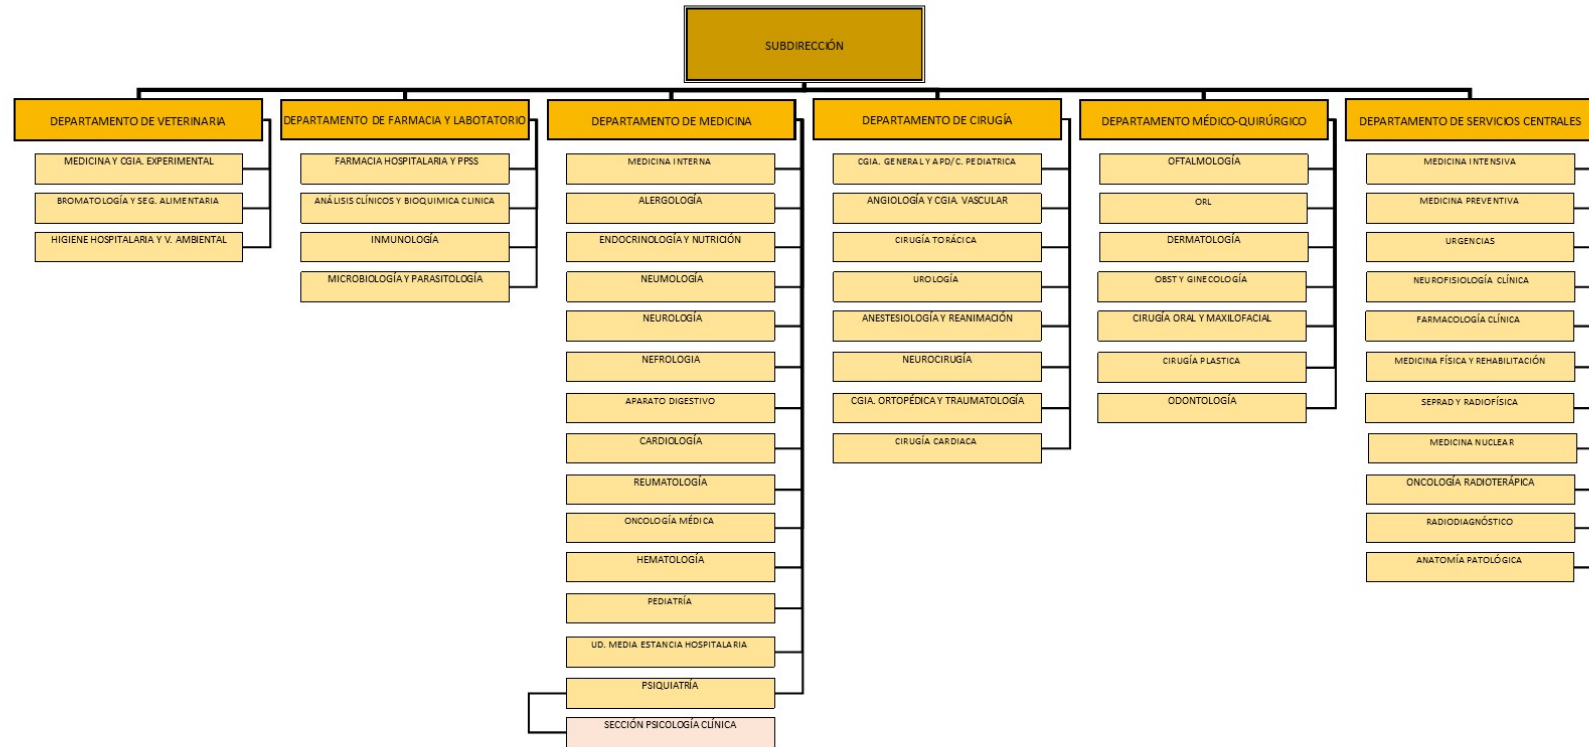 SUBDIRECCIÓN
DEPARTAMENTO DE VETERINARIA
MEDICINA Y CGIA. EXPERIMENTAL
BROMATOLOGÍA Y SEG. ALIMENTARIA
HIGIENE HOSPITALARIA Y V. AMBIENTAL
DEPARTAMENTO DE FARMACIA Y LABOTATORIO
FARMACIA HOSPITALARIA Y PPSS
ANÁLISIS CLÍNICOS Y BIOQUIMICA CLINICA
INMUNOLOGÍA
MICROBIOLOGÍA Y PARASITOLOGÍA
DEPARTAMENTO DE MEDICINA
MEDICINA INTERNA
ALERGOLOGÍA
ENDOCRINOLOGÍA Y NUTRICIÓN
NEUMOLOGÍA
NEUROLOGÍA
NEFROLOGIA
APARATO DIGESTIVO
CARDIOLOGÍA
REUMATOLOGÍA
ONCOLOGÍA MÉDICA
HEMATOLOGÍA
PEDIATRÍA
UD. MEDIA ESTANCIA HOSPITALARIA
PSIQUIATRÍA
SECCIÓN PSICOLOGÍA CLÍNICA
DEPARTAMENTO DE CIRUGÍA
CGIA. GENERAL Y APD/C. PEDIATRICA
ANGIOLOGÍA Y CGIA. VASCULAR
CIRUGÍA TORÁCICA
UROLOGÍA
ANESTESIOLOGÍA Y REANIMACIÓN
NEUROCIRUGÍA
CGIA. ORTOPÉDICA Y TRAUMATOLOGÍA
CIRUGÍA CARDIACA
DEPARTAMENTO MÉDICO-QUIRÚRGICO
OFTALMOLOGÍA
ORL
DERMATOLOGÍA
OBST Y GINECOLOGÍA
CIRUGÍA ORAL Y MAXILOFACIAL
CIRUGÍA PLASTICA
ODONTOLOGÍA
DEPARTAMENTO DE SERVICIOS CENTRALES
MEDICINA INTENSIVA
MEDICINA PREVENTIVA
URGENCIAS
NEUROFISIOLOGÍA CLÍNICA
FARMACOLOGÍA CLÍNICA
MEDICINA FÍSICA Y REHABILITACIÓN
SEPRAD Y RADIOFÍSICA
MEDICINA NUCLEAR
ONCOLOGÍA RADIOTERÁPICA
RADIODIAGNÓSTICO
ANATOMÍA PATOLÓGICA